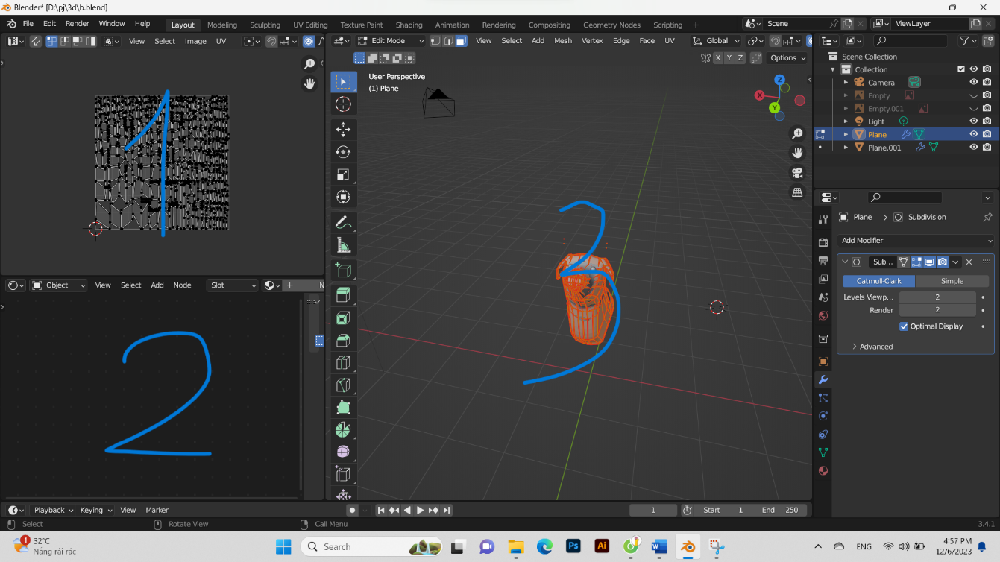 Blender* [D:\pj\3d\b.blend]
File Edit Render Window Help Layout Modeling Sculpting UV Editing Texture Paint Shading Animation Rendering Compositing Geometry Nodes Scripting + Scene ViewLayer
View Select Image UV
Edit Mode View Select Add Mesh Vertex Edge Face UV Global
X Y Z Options
User Perspective
(1) Plane
Z
X
Y
1
2
3
Scene Collection
Collection
Camera
Empty
Empty.001
Light
Plane
Plane.001
Plane > Subdivision
Add Modifier
Sub...
Catmull-Clark Simple
Levels Viewp... 2
Render 2
Optimal Display
Advanced
Object View Select Add Node Slot + N
Playback Keying View Marker 1 Start 1 End 250
Select Rotate View Call Menu 3.4.1
1
32°C
Nắng rải rác
Search
Ps
Ai
W
ENG
4:57 PM
12/6/2023